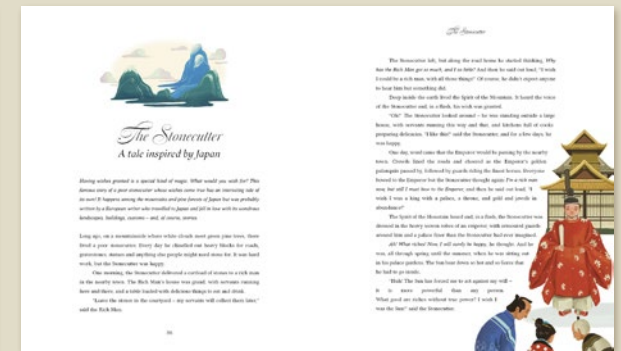 The Stonecutter
A tale inspired by Japan
Having wishes granted is a special kind of magic. What would you wish for? This
famous story of a poor stonecutter whose wishes come true has an interesting tale of
its own! It happens among the mountains and pine forests of Japan but was probably
written by a European writer who travelled to Japan and fell in love with its wondrous
landscapes, buildings, customs – and, of course, stories.
Long ago, on a mountainside where white clouds meet green pine trees, there
lived a poor stonecutter. Every day he chiselled out heavy blocks for roads,
gravestones, statues and anything else people might need stone for. It was hard
work, but the Stonecutter was happy.
One morning, the Stonecutter delivered a cartload of stones to a rich man
in the nearby town. The Rich Man's home was grand, with servants running
here and there, and a table loaded with delicious things to eat and drink.
"Leave the stones in the courtyard – my servants will collect them later,"
said the Rich Man.
The Stonecutter
The Stonecutter left, but along the road home he started thinking, Why
has the Rich Man got so much, and I so little? And then he said out loud, "I wish
I could be a rich man, with all those things!" Of course, he didn't expect anyone
to hear him but something did.
Deep inside the earth lived the Spirit of the Mountain. It heard the voice
of the Stonecutter and, in a flash, his wish was granted.
"Oh!" The Stonecutter looked around – he was standing outside a large
house, with servants running this way and that, and kitchens full of cooks
preparing delicacies. "I like this!" said the Stonecutter, and for a few days, he
was happy.
One day, word came that the Emperor would be passing by the nearby
town. Crowds lined the roads and cheered as the Emperor's golden
palanquin passed by, followed by guards riding the finest horses. Everyone
bowed to the Emperor but the Stonecutter thought again: I'm a rich man
now, but still I must bow to the Emperor, and then he said out loud, "I
wish I was a king with a palace, a throne, and gold and jewels in
abundance!"
The Spirit of the Mountain heard and, in a flash, the Stonecutter was
dressed in the heavy ornate robes of an emperor, with armoured guards
around him and a palace finer than the Stonecutter had ever imagined.
Ah! What riches! Now, I will surely be happy, he thought. And he
was, all through spring until the summer, when he was sitting out
in his palace gardens. The Sun beat down so hot and so fierce that
he had to go inside.
"Hah! The Sun has forced me to act against my will –
it is more powerful than any person.
What good are riches without true power? I wish I
was the Sun!" said the Stonecutter.